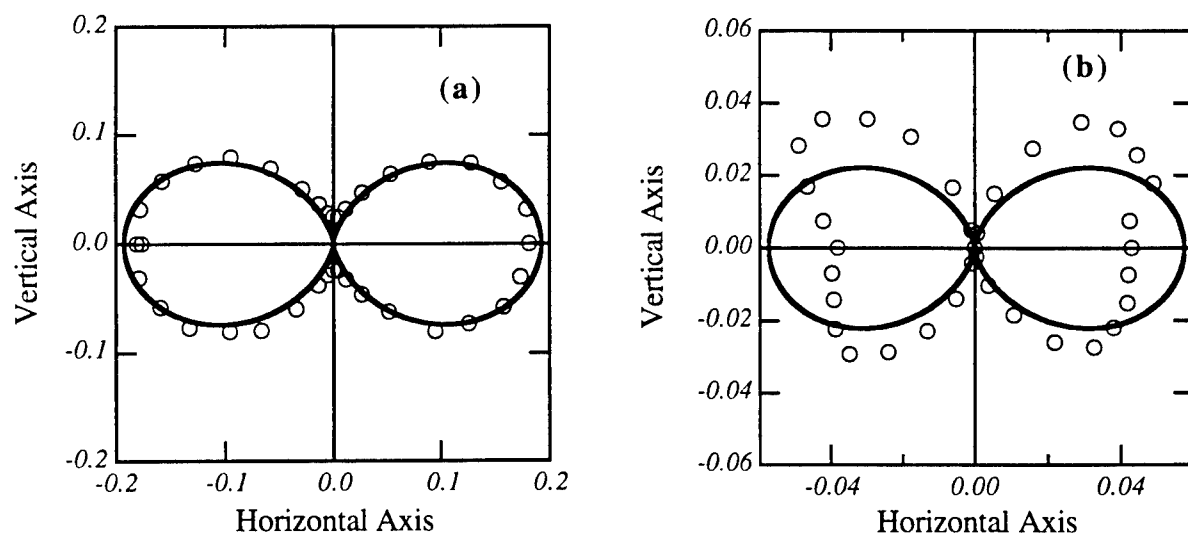 0.2
(a)
0.1
0.0
-0.1
-0.2
-0.2 -0.1 0.0 0.1 0.2
Vertical Axis
Horizontal Axis
0.06
(b)
0.04
0.02
0.00
-0.02
-0.04
-0.06
-0.04 0.00 0.04
Vertical Axis
Horizontal Axis